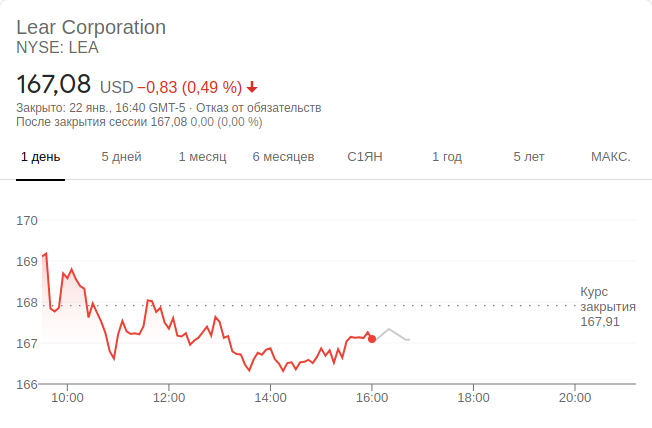 Lear Corporation
NYSE: LEA
167,08 USD −0,83 (0,49 %)
Закрыто: 22 янв., 16:40 GMT-5 · Отказ от обязательств
После закрытия сессии 167,08 0,00 (0,00 %)
1 день 5 дней 1 месяц 6 месяцев С1ЯН 1 год 5 лет МАКС.
170
169
168
167
166
Курс
закрытия
167,91
10:00 12:00 14:00 16:00 18:00 20:00